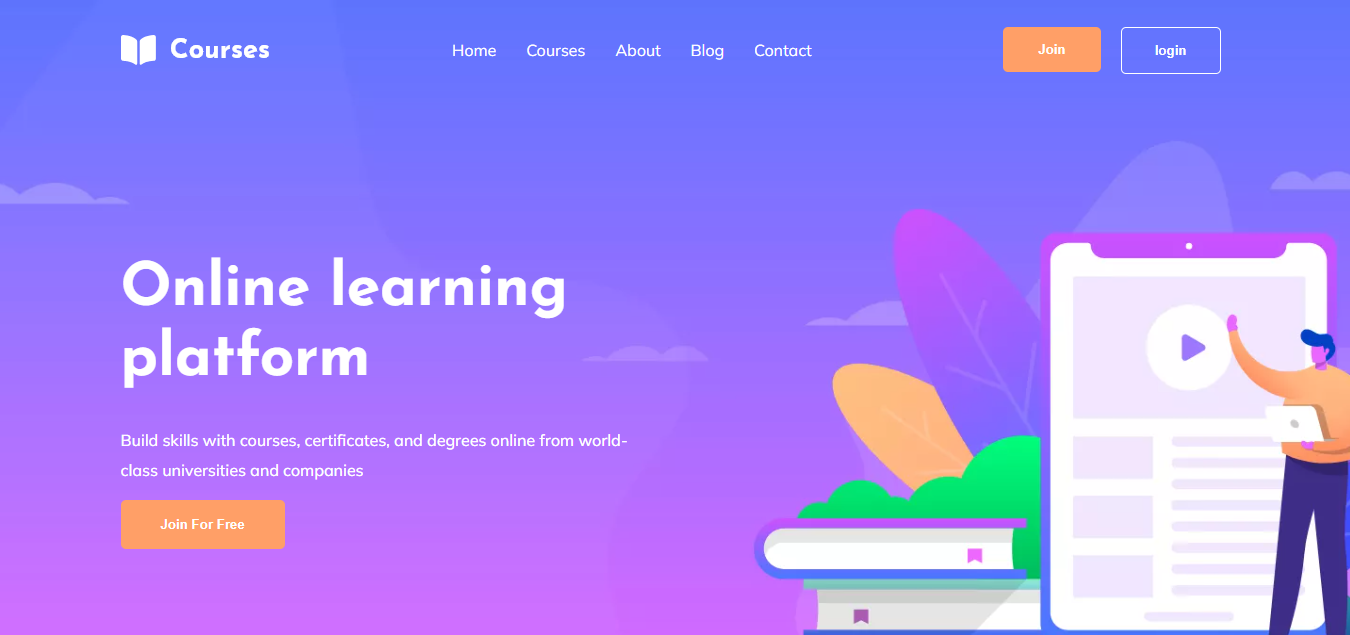 Courses
Home Courses About Blog Contact
Join
login
Online learning
platform
Build skills with courses, certificates, and degrees online from world-
class universities and companies
Join For Free